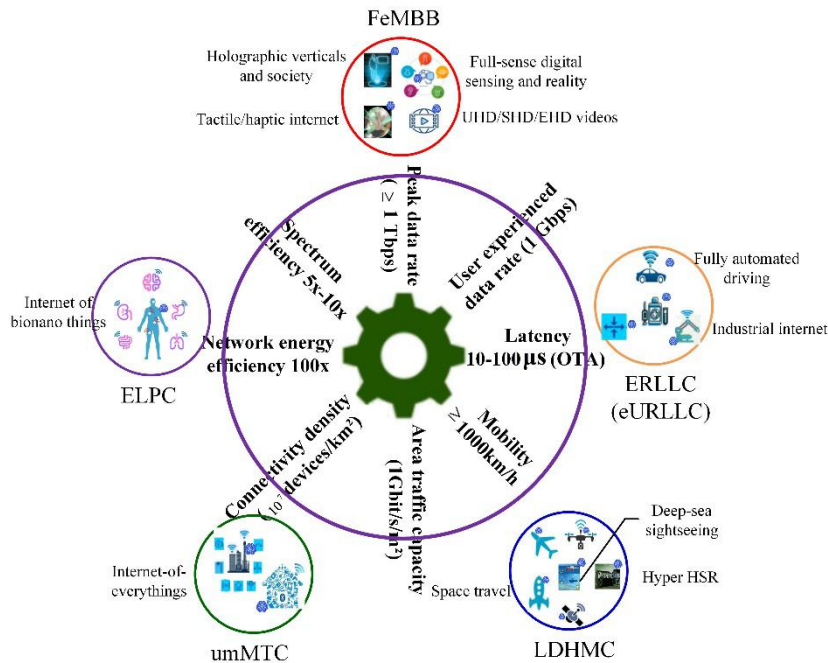 FeMBB
Holographic verticals
and society
Full-sense digital
sensing and reality
Tactile/haptic internet
UHD/SHD/EHD videos
Peak data rate
( ≥ 1 Tbps)
User experienced
data rate (1 Gbps)
Spectrum
efficiency 5x-10x
Network energy
efficiency 100x
Latency
10-100μs (OTA)
Mobility
≥ 1000km/h
Area traffic capacity
(1Gbit/s/m²)
Connectivity density
( 10⁷ devices/km²)
Internet of
bionano things
ELPC
Fully automated
driving
Industrial internet
ERLLC
(eURLLC)
Internet-of-
everythings
umMTC
Deep-sea
sightseeing
Space travel
Hyper HSR
LDHMC